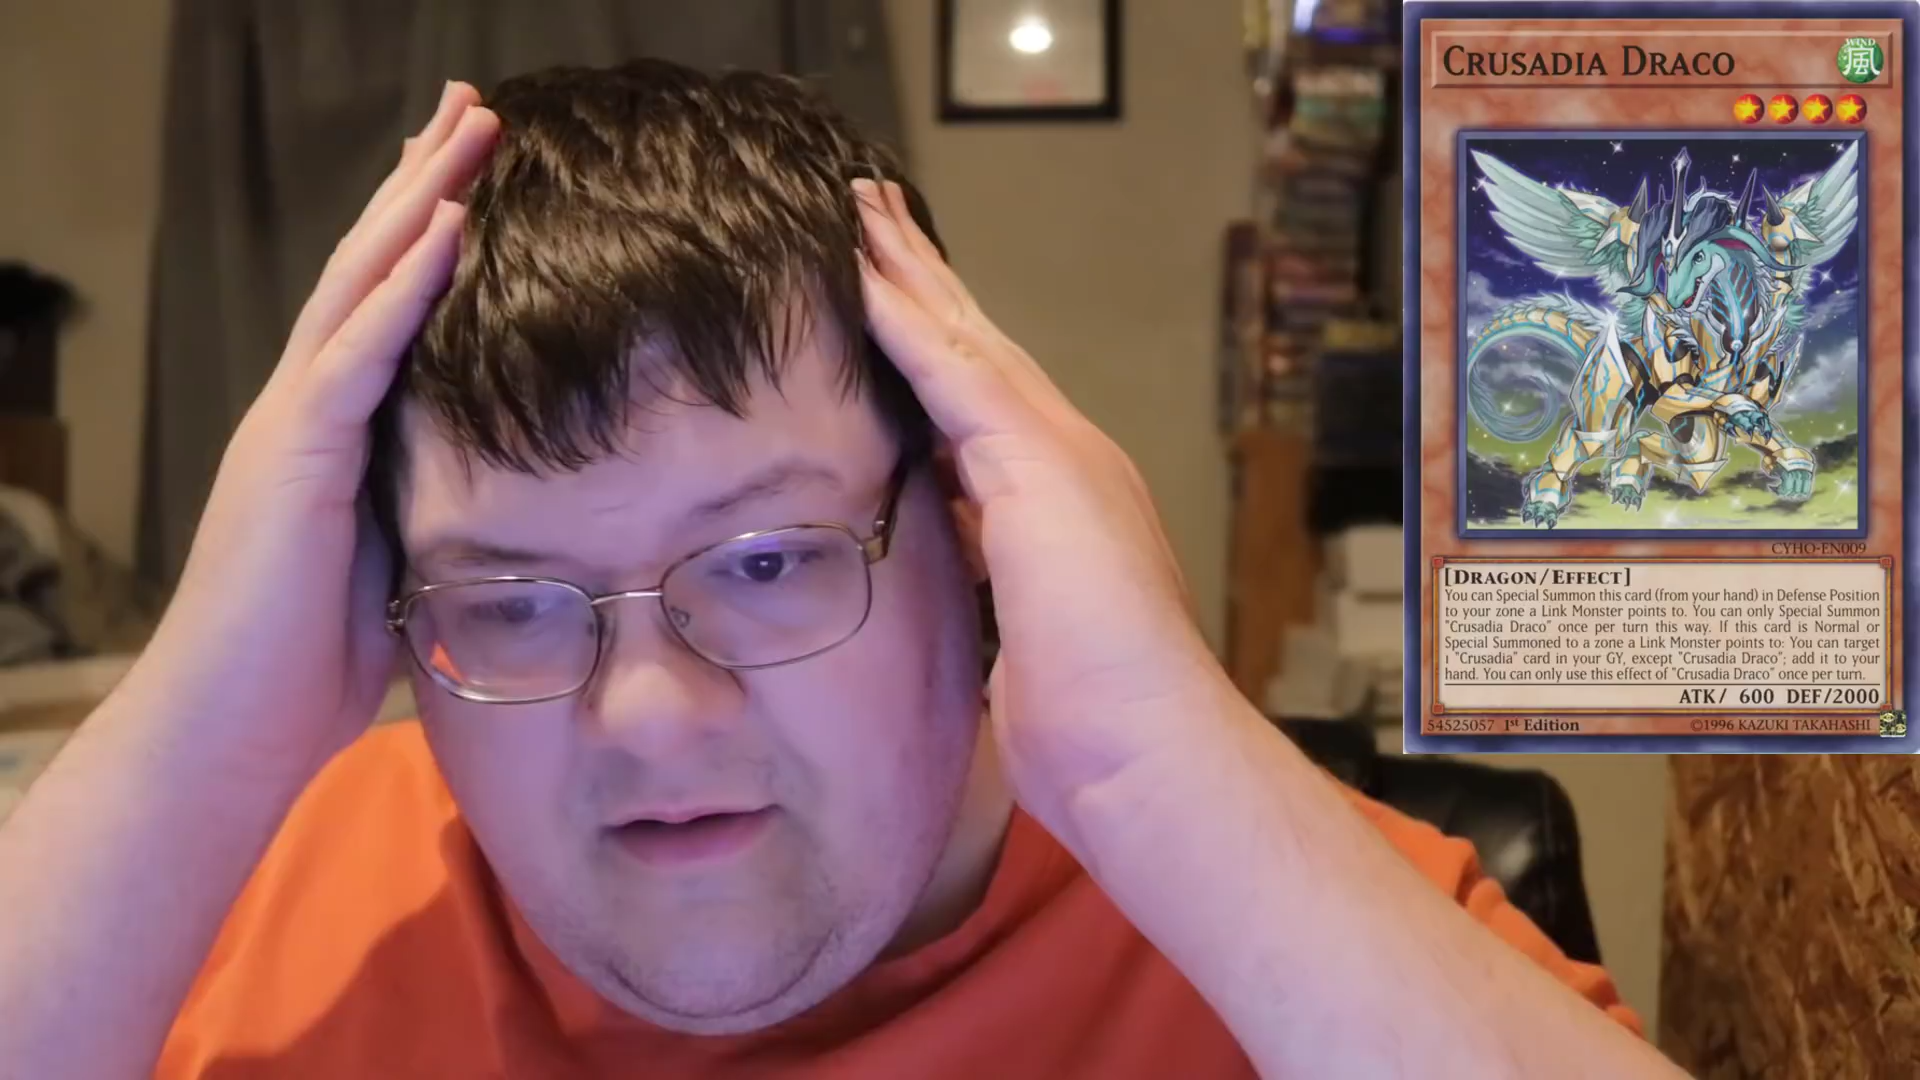 CRUSADIA DRACO
WIND
風
CYHO-EN009
[DRAGON/EFFECT]
You can Special Summon this card (from your hand) in Defense Position
to your zone a Link Monster points to. You can only Special Summon
"Crusadia Draco" once per turn this way. If this card is Normal or
Special Summoned to a zone a Link Monster points to: You can target
1 "Crusadia" card in your GY, except "Crusadia Draco"; add it to your
hand. You can only use this effect of "Crusadia Draco" once per turn.
ATK/ 600 DEF/2000
54525057 1st Edition ©1996 KAZUKI TAKAHASHI